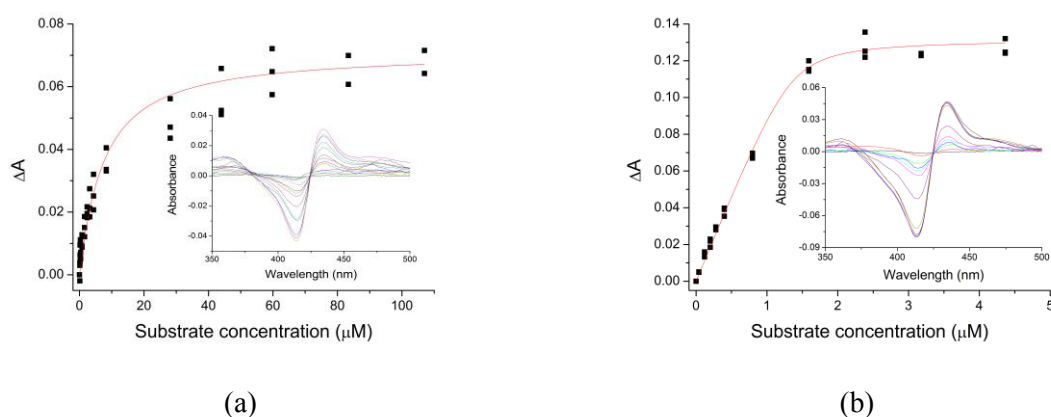 0.08
0.06
0.04
0.02
0.00
ΔA
0 20 40 60 80 100
Substrate concentration (μM)
0.04
0.02
0.00
-0.02
-0.04
Absorbance
350 400 450 500
Wavelength (nm)
(a)
0.14
0.12
0.10
0.08
0.06
0.04
0.02
0.00
ΔA
0 1 2 3 4 5
Substrate concentration (μM)
0.06
0.03
0.00
-0.03
-0.06
-0.09
Absorbance
350 400 450 500
Wavelength (nm)
(b)